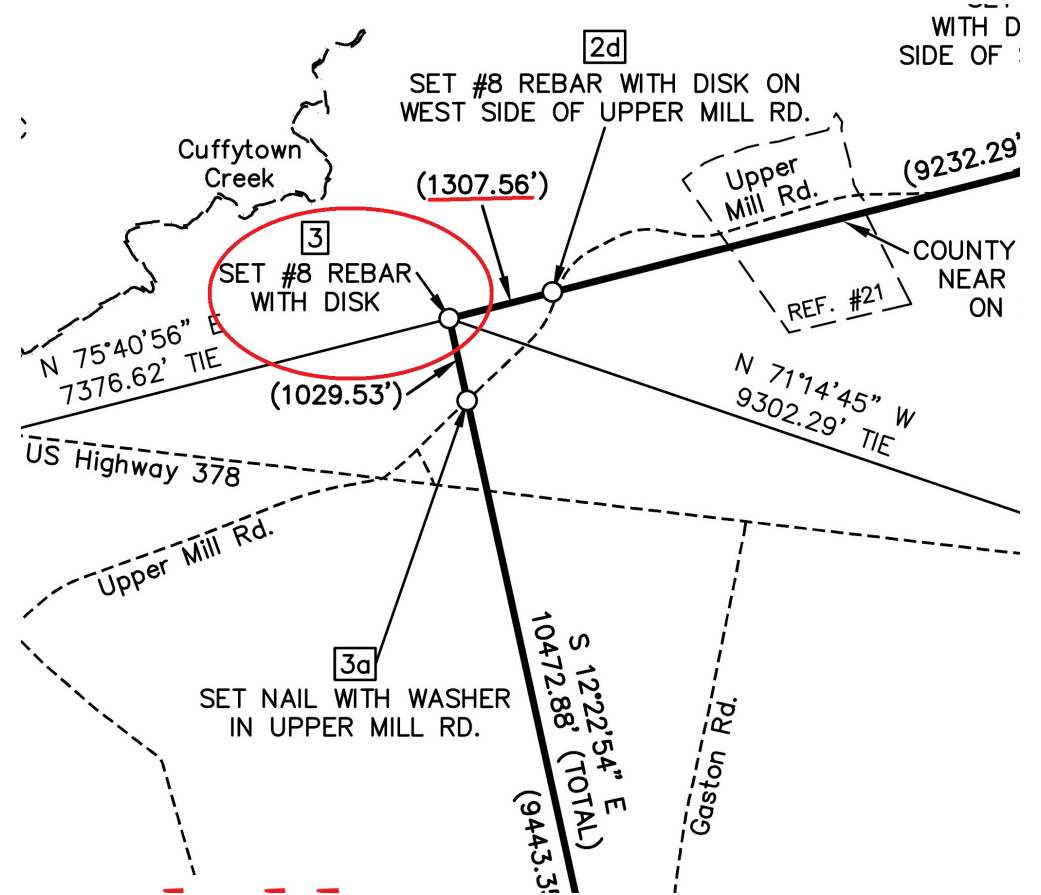 WITH D
SIDE OF
2d
SET #8 REBAR WITH DISK ON
WEST SIDE OF UPPER MILL RD.
Cuffytown
Creek
(1307.56')
Upper
Mill Rd.
(9232.29'
3
SET #8 REBAR
WITH DISK
COUNTY
NEAR
ON
REF. #21
N 75°40'56" E
7376.62' TIE
(1029.53')
N 71°14'45" W
9302.29' TIE
US Highway 378
Upper Mill Rd.
3a
SET NAIL WITH WASHER
IN UPPER MILL RD.
S 12°22'54" E
10472.88' (TOTAL)
(9443.35
Gaston Rd.